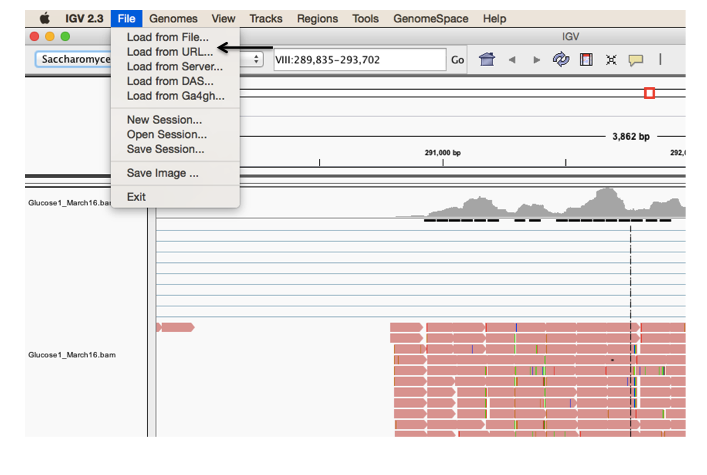 IGV 2.3 File Genomes View Tracks Regions Tools GenomeSpace Help
IGV
Saccharomyce
VIII:289,835-293,702 Go
Load from File...
Load from URL...
Load from Server...
Load from DAS...
Load from Ga4gh...
New Session...
Open Session...
Save Session...
Save Image ...
Exit
3,862 bp
291,000 bp 292,0
Glucose1_March16.bam
Glucose1_March16.bam